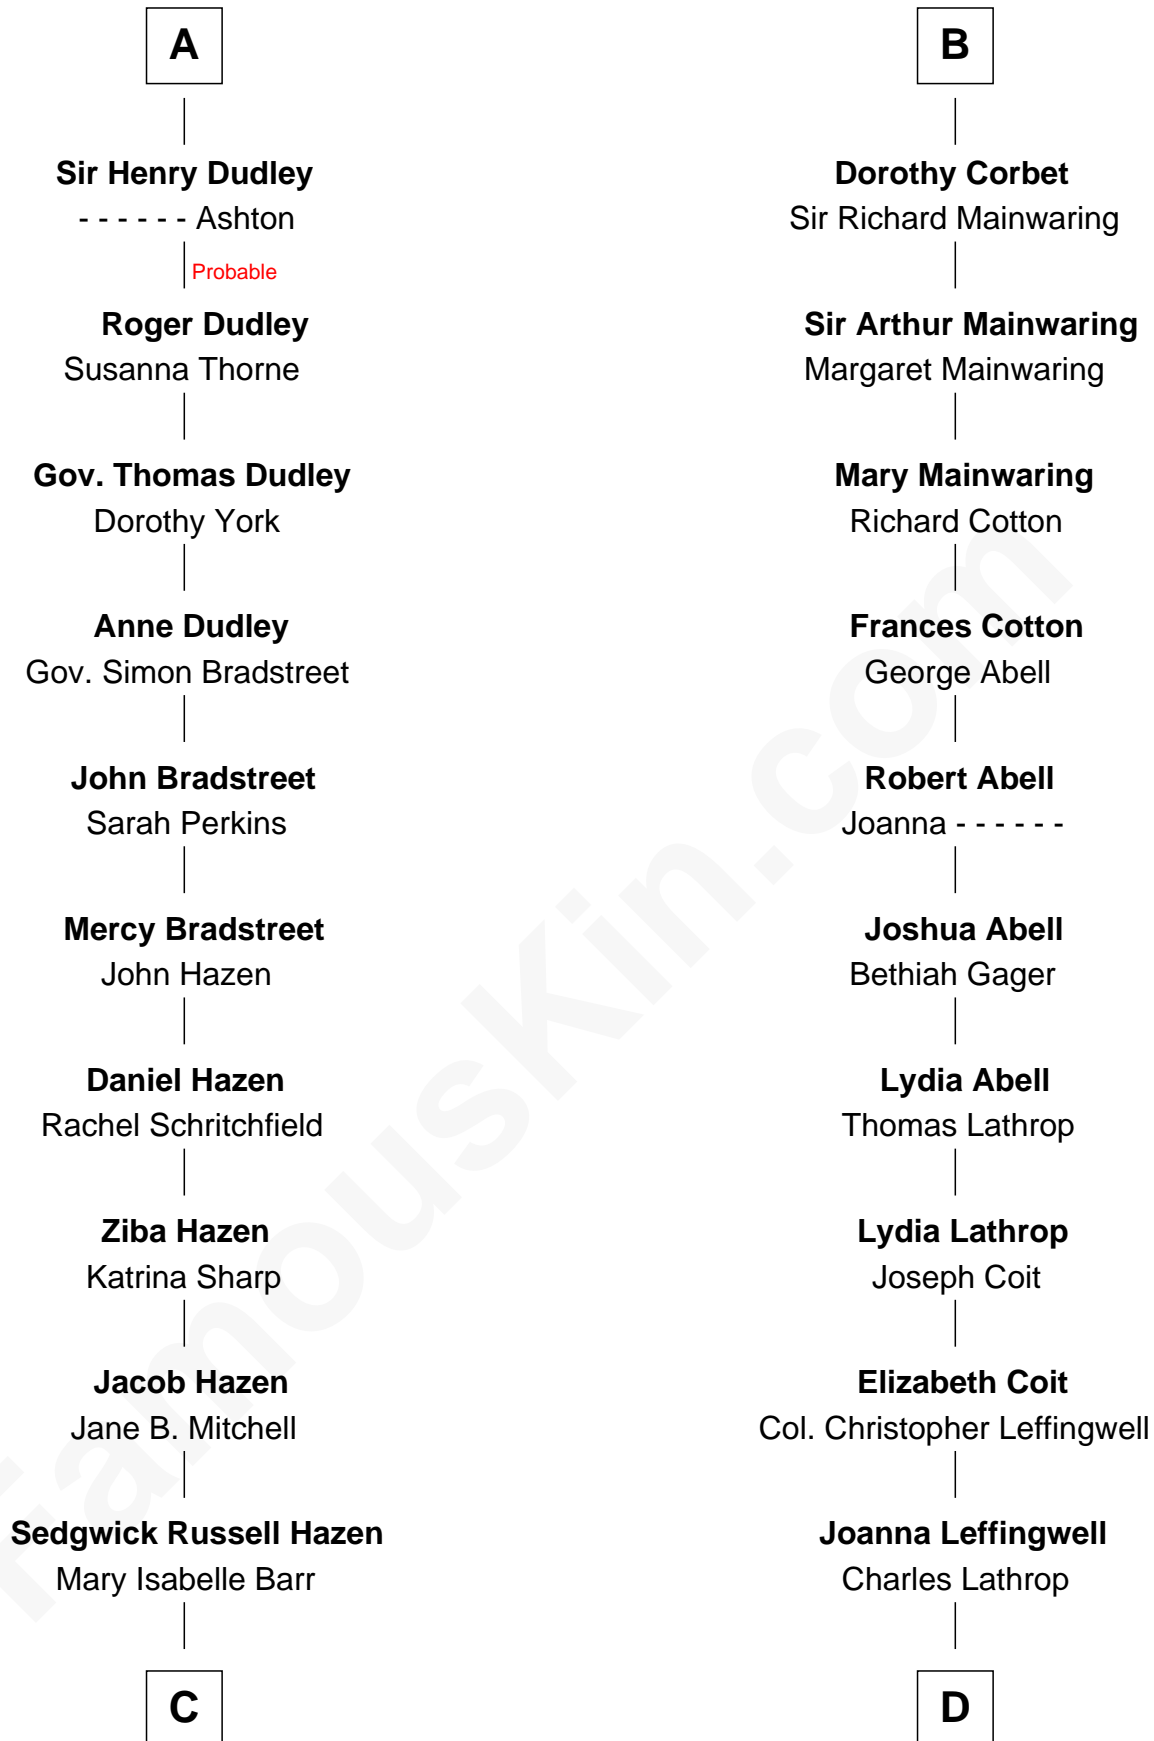 A
Sir Henry Dudley
- - - - - - Ashton
Probable
Roger Dudley
Susanna Thorne
Gov. Thomas Dudley
Dorothy York
Anne Dudley
Gov. Simon Bradstreet
John Bradstreet
Sarah Perkins
Mercy Bradstreet
John Hazen
Daniel Hazen
Rachel Schritchfield
Ziba Hazen
Katrina Sharp
Jacob Hazen
Jane B. Mitchell
Sedgwick Russell Hazen
Mary Isabelle Barr
C
B
Dorothy Corbet
Sir Richard Mainwaring
Sir Arthur Mainwaring
Margaret Mainwaring
Mary Mainwaring
Richard Cotton
Frances Cotton
George Abell
Robert Abell
Joanna - - - - - -
Joshua Abell
Bethiah Gager
Lydia Abell
Thomas Lathrop
Lydia Lathrop
Joseph Coit
Elizabeth Coit
Col. Christopher Leffingwell
Joanna Leffingwell
Charles Lathrop
D
FamousKin.com